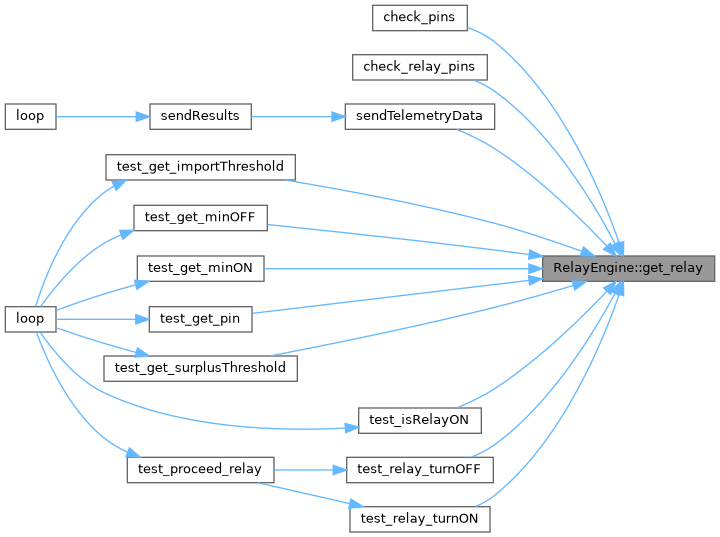 check_pins
check_relay_pins
loop
sendResults
sendTelemetryData
test_get_importThreshold
test_get_minOFF
test_get_minON
RelayEngine::get_relay
loop
test_get_pin
test_get_surplusThreshold
test_isRelayON
test_proceed_relay
test_relay_turnOFF
test_relay_turnON